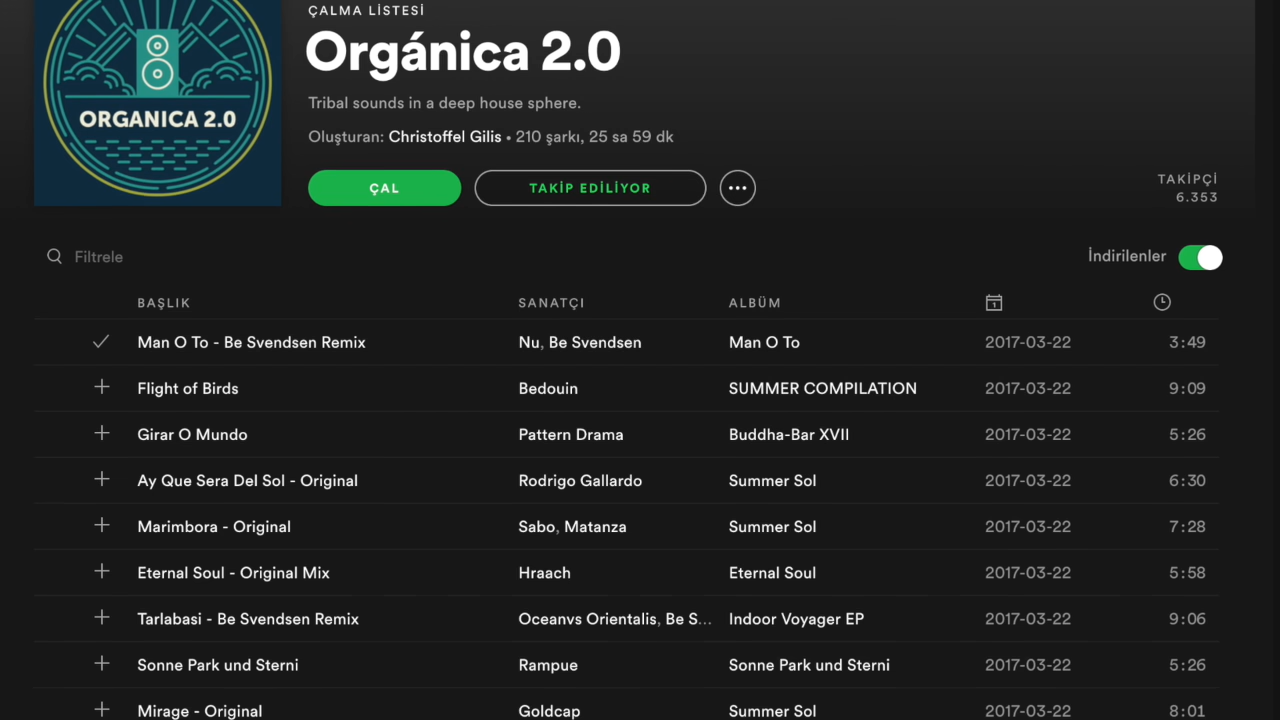 ÇALMA LİSTESİ
Orgánica 2.0
ORGANICA 2.0
Tribal sounds in a deep house sphere.
Oluşturan: Christoffel Gilis • 210 şarkı, 25 sa 59 dk
ÇAL TAKİP EDİLİYOR
TAKİPÇİ
6.353
Filtrele İndirilenler
BAŞLIK SANATÇI ALBÜM
Man O To - Be Svendsen Remix Nu, Be Svendsen Man O To 2017-03-22 3:49
Flight of Birds Bedouin SUMMER COMPILATION 2017-03-22 9:09
Girar O Mundo Pattern Drama Buddha-Bar XVII 2017-03-22 5:26
Ay Que Sera Del Sol - Original Rodrigo Gallardo Summer Sol 2017-03-22 6:30
Marimbora - Original Sabo, Matanza Summer Sol 2017-03-22 7:28
Eternal Soul - Original Mix Hraach Eternal Soul 2017-03-22 5:58
Tarlabasi - Be Svendsen Remix Oceanvs Orientalis, Be S... Indoor Voyager EP 2017-03-22 9:06
Sonne Park und Sterni Rampue Sonne Park und Sterni 2017-03-22 5:26
Mirage - Original Goldcap Summer Sol 2017-03-22 8:01